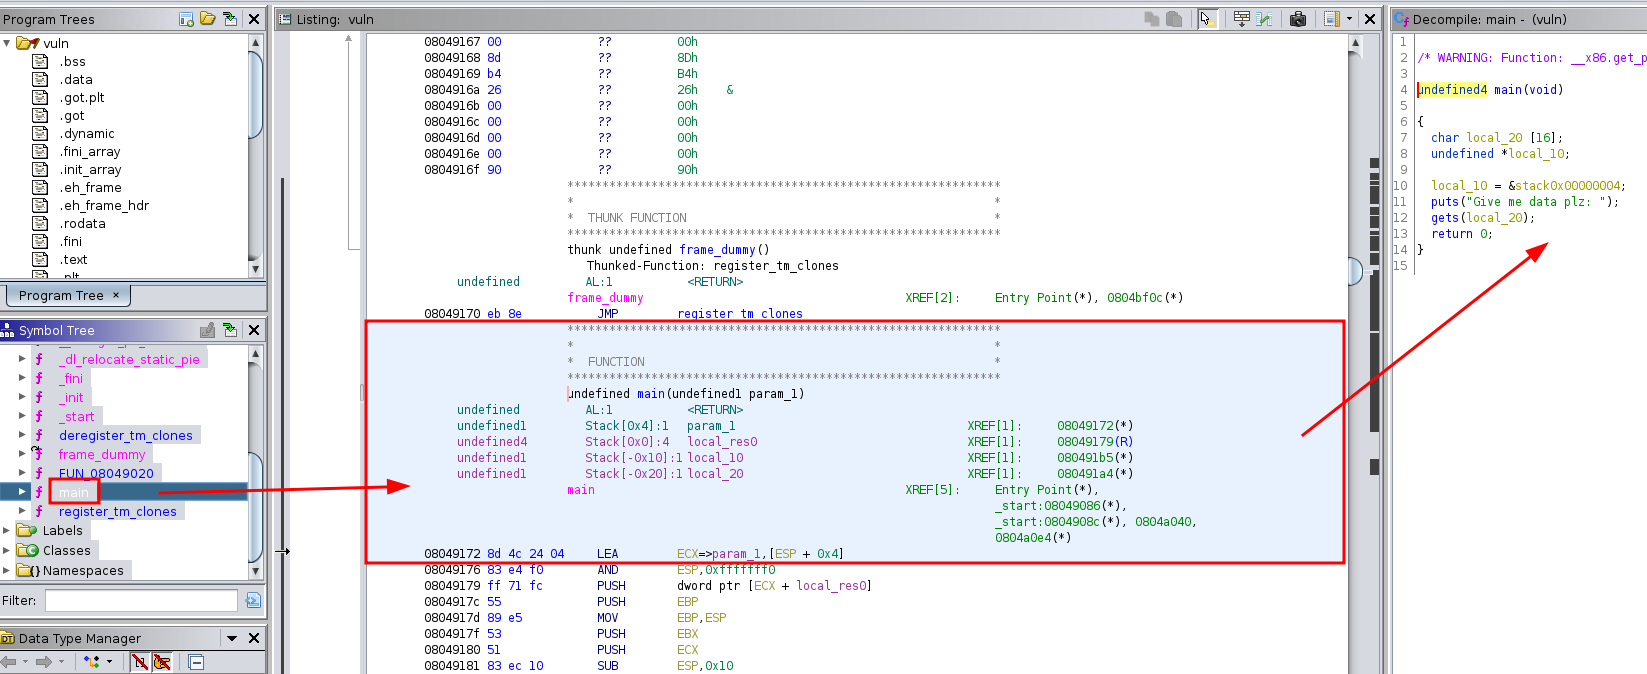 Program Trees
vuln
.bss
.data
.got.plt
.got
.dynamic
.fini_array
.init_array
.eh_frame
.eh_frame_hdr
.rodata
.fini
.text
.plt
Program Tree ×
Symbol Tree
_dl_relocate_static_pie
_fini
_init
_start
deregister_tm_clones
frame_dummy
FUN_08049020
main
register_tm_clones
Labels
Classes
Namespaces
Filter:
Data Type Manager
Listing: vuln
08049167 00 ?? 00h
08049168 8d ?? 8Dh
08049169 b4 ?? B4h
0804916a 26 ?? 26h &
0804916b 00 ?? 00h
0804916c 00 ?? 00h
0804916d 00 ?? 00h
0804916e 00 ?? 00h
0804916f 90 ?? 90h
* THUNK FUNCTION *
thunk undefined frame_dummy()
Thunked-Function: register_tm_clones
undefined AL:1 <RETURN>
frame_dummy XREF[2]: Entry Point(*), 0804bf0c(*)
08049170 eb 8e JMP register_tm_clones
* FUNCTION *
undefined main(undefined1 param_1)
undefined AL:1 <RETURN>
undefined1 Stack[0x4]:1 param_1 XREF[1]: 08049172(*)
undefined4 Stack[0x0]:4 local_res0 XREF[1]: 08049179(R)
undefined1 Stack[-0x10]:1 local_10 XREF[1]: 080491b5(*)
undefined1 Stack[-0x20]:1 local_20 XREF[1]: 080491a4(*)
main XREF[5]: Entry Point(*),
_start:08049086(*),
_start:0804908c(*), 0804a040,
0804a0e4(*)
08049172 8d 4c 24 04 LEA ECX=>param_1,[ESP + 0x4]
08049176 83 e4 f0 AND ESP,0xfffffff0
08049179 ff 71 fc PUSH dword ptr [ECX + local_res0]
0804917c 55 PUSH EBP
0804917d 89 e5 MOV EBP,ESP
0804917f 53 PUSH EBX
08049180 51 PUSH ECX
08049181 83 ec 10 SUB ESP,0x10
Decompile: main - (vuln)
1
2 /* WARNING: Function: __x86.get_p
3
4 undefined4 main(void)
5
6 {
7 char local_20 [16];
8 undefined *local_10;
9
10 local_10 = &stack0x00000004;
11 puts("Give me data plz: ");
12 gets(local_20);
13 return 0;
14 }
15